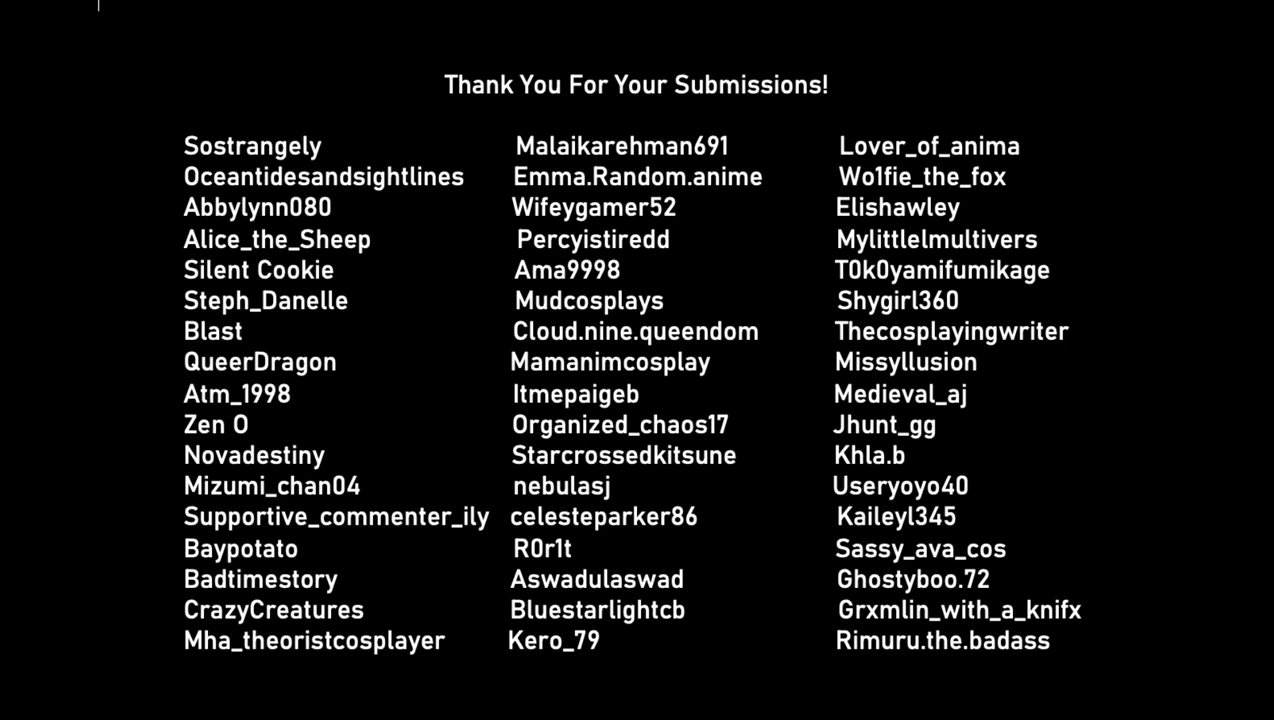 Thank You For Your Submissions!
Sostrangely Malaikarehman691 Lover_of_anima
Oceantidesandsightlines Emma.Random.anime Wo1fie_the_fox
Abbylynn080 Wifeygamer52 Elishawley
Alice_the_Sheep Percyistiredd Mylittlelmultivers
Silent Cookie Ama9998 T0k0yamifumikage
Steph_Danelle Mudcosplays Shygirl360
Blast Cloud.nine.queendom Thecosplayingwriter
QueerDragon Mamanimcosplay Missyllusion
Atm_1998 Itmepaigeb Medieval_aj
Zen O Organized_chaos17 Jhunt_gg
Novadestiny Starcrossedkitsune Khla.b
Mizumi_chan04 nebulasj Useryoyo40
Supportive_commenter_ily celesteparker86 Kaileyl345
Baypotato R0r1t Sassy_ava_cos
Badtimestory Aswadulaswad Ghostyboo.72
CrazyCreatures Bluestarlightcb Grxmlin_with_a_knifx
Mha_theoristcosplayer Kero_79 Rimuru.the.badass